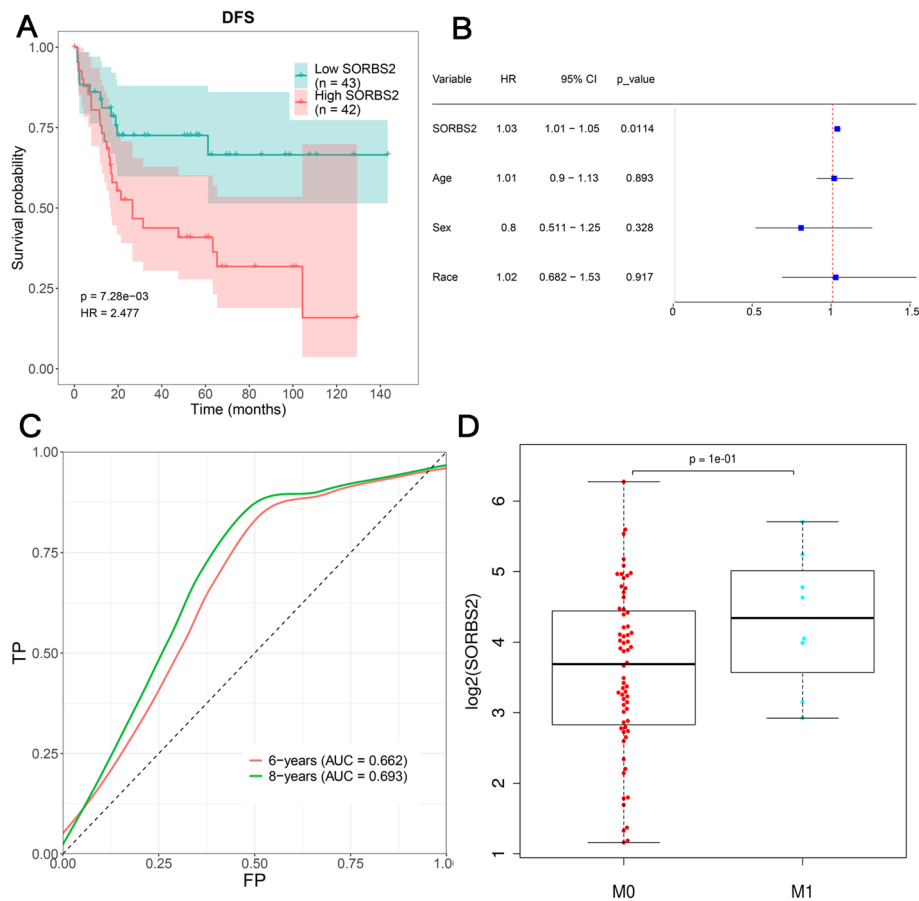 A
DFS
Survival probability
1.00
0.75
0.50
0.25
0.00
Low SORBS2
(n = 43)
High SORBS2
(n = 42)
p = 7.28e−03
HR = 2.477
0 20 40 60 80 100 120 140
Time (months)
B
Variable HR 95% CI p_value
SORBS2 1.03 1.01 − 1.05 0.0114
Age 1.01 0.9 − 1.13 0.893
Sex 0.8 0.511 − 1.25 0.328
Race 1.02 0.682 − 1.53 0.917
0 0.5 1 1.5
C
TP
1.00
0.75
0.50
0.25
0.00
6−years (AUC = 0.662)
8−years (AUC = 0.693)
0.00 0.25 0.50 0.75 1.0
FP
D
log2(SORBS2)
p = 1e-01
6
5
4
3
2
1
M0 M1